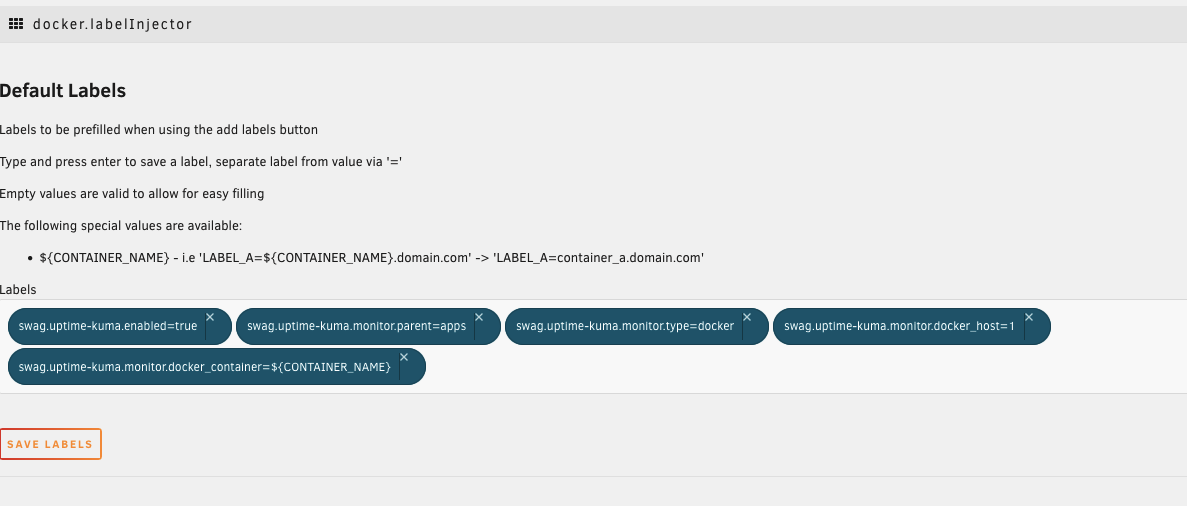 docker.labelInjector
Default Labels
Labels to be prefilled when using the add labels button
Type and press enter to save a label, separate label from value via '='
Empty values are valid to allow for easy filling
The following special values are available:
• ${CONTAINER_NAME} - i.e 'LABEL_A=${CONTAINER_NAME}.domain.com' -> 'LABEL_A=container_a.domain.com'
Labels
swag.uptime-kuma.enabled=true × swag.uptime-kuma.monitor.parent=apps × swag.uptime-kuma.monitor.type=docker × swag.uptime-kuma.monitor.docker_host=1 ×
swag.uptime-kuma.monitor.docker_container=${CONTAINER_NAME} ×
SAVE LABELS